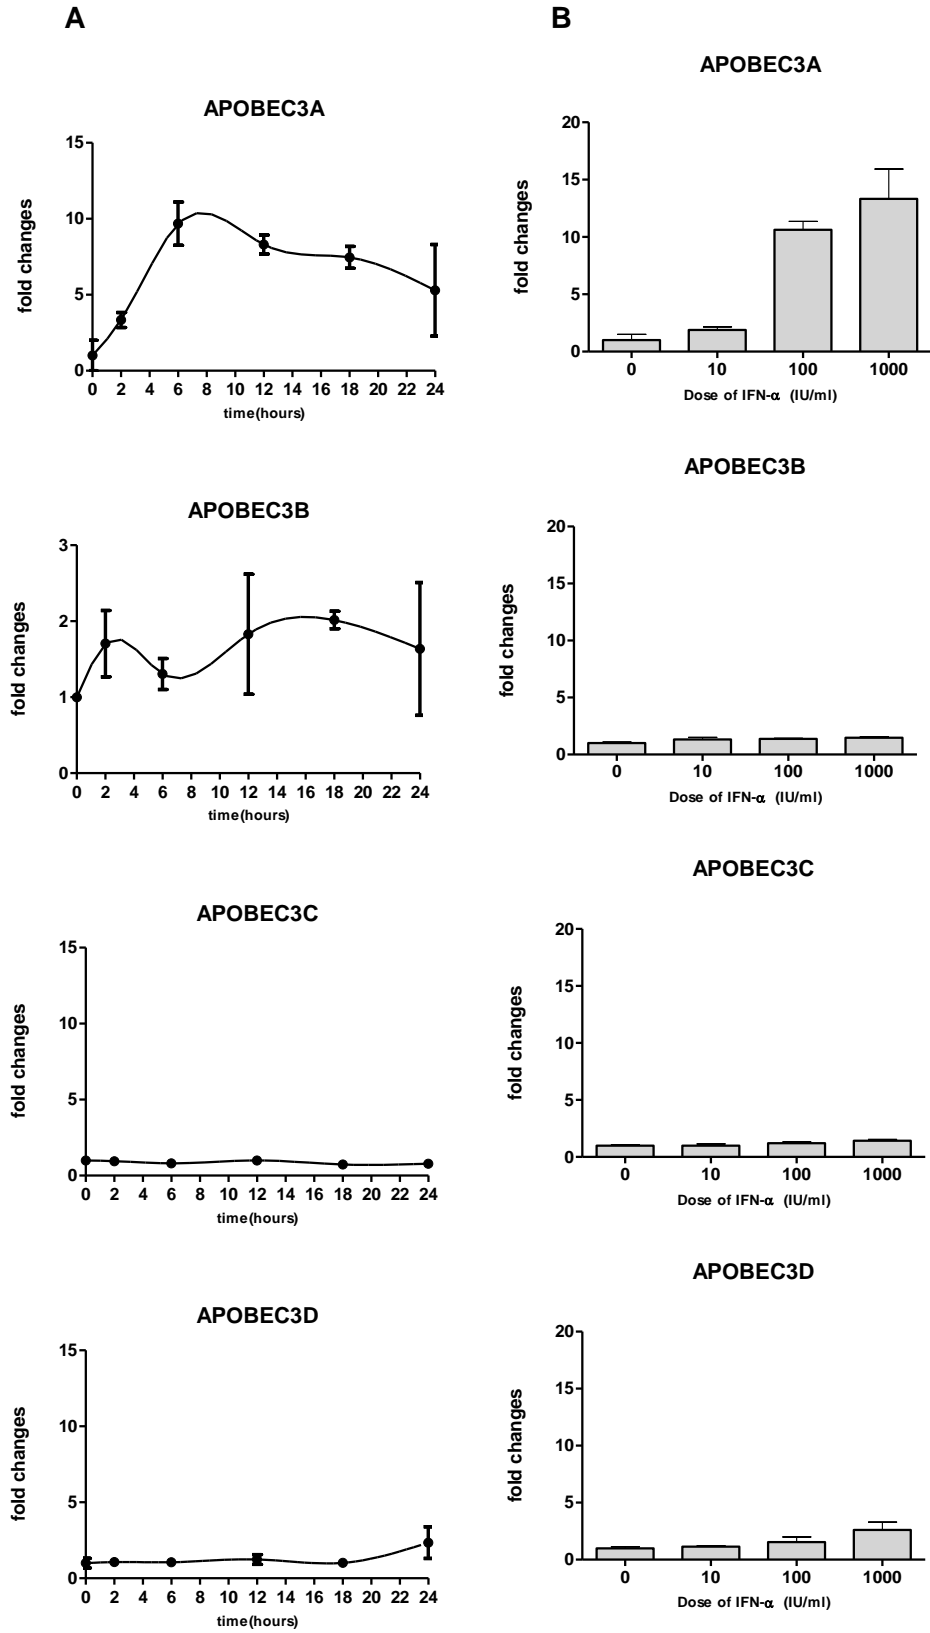 A
B
APOBEC3A
15
10
5
0
fold changes
0 2 4 6 8 10 12 14 16 18 20 22 24
time(hours)
APOBEC3A
20
15
10
5
0
fold changes
0 10 100 1000
Dose of IFN-α (IU/ml)
APOBEC3B
3
2
1
0
fold changes
0 2 4 6 8 10 12 14 16 18 20 22 24
time(hours)
APOBEC3B
20
15
10
5
0
fold changes
0 10 100 1000
Dose of IFN-α (IU/ml)
APOBEC3C
15
10
5
0
fold changes
0 2 4 6 8 10 12 14 16 18 20 22 24
time(hours)
APOBEC3C
20
15
10
5
0
fold changes
0 10 100 1000
Dose of IFN-α (IU/ml)
APOBEC3D
15
10
5
0
fold changes
0 2 4 6 8 10 12 14 16 18 20 22 24
time(hours)
APOBEC3D
20
15
10
5
0
fold changes
0 10 100 1000
Dose of IFN-α (IU/ml)